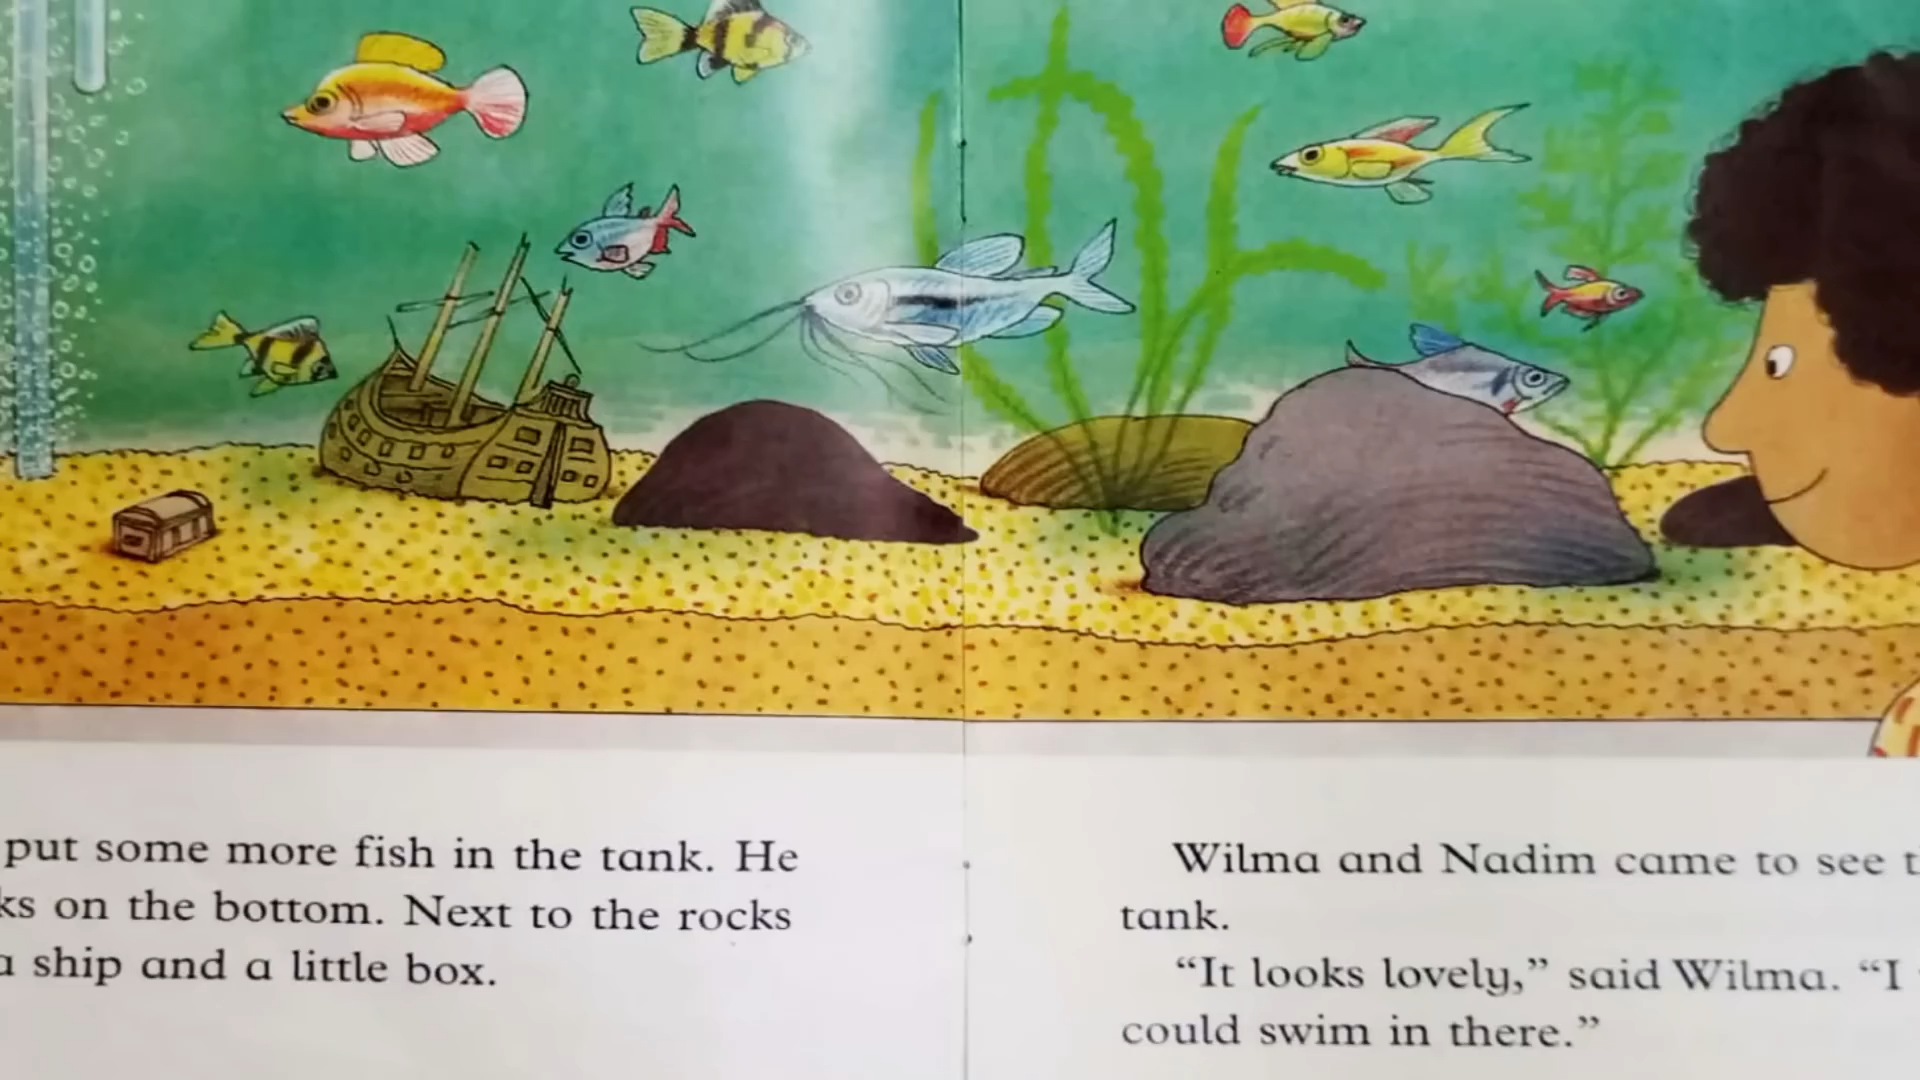 put some more fish in the tank. He
on the bottom. Next to the rocks
ship and a little box.
Wilma and Nadim came to see
tank.
“It looks lovely,” said Wilma. “I
could swim in there.”